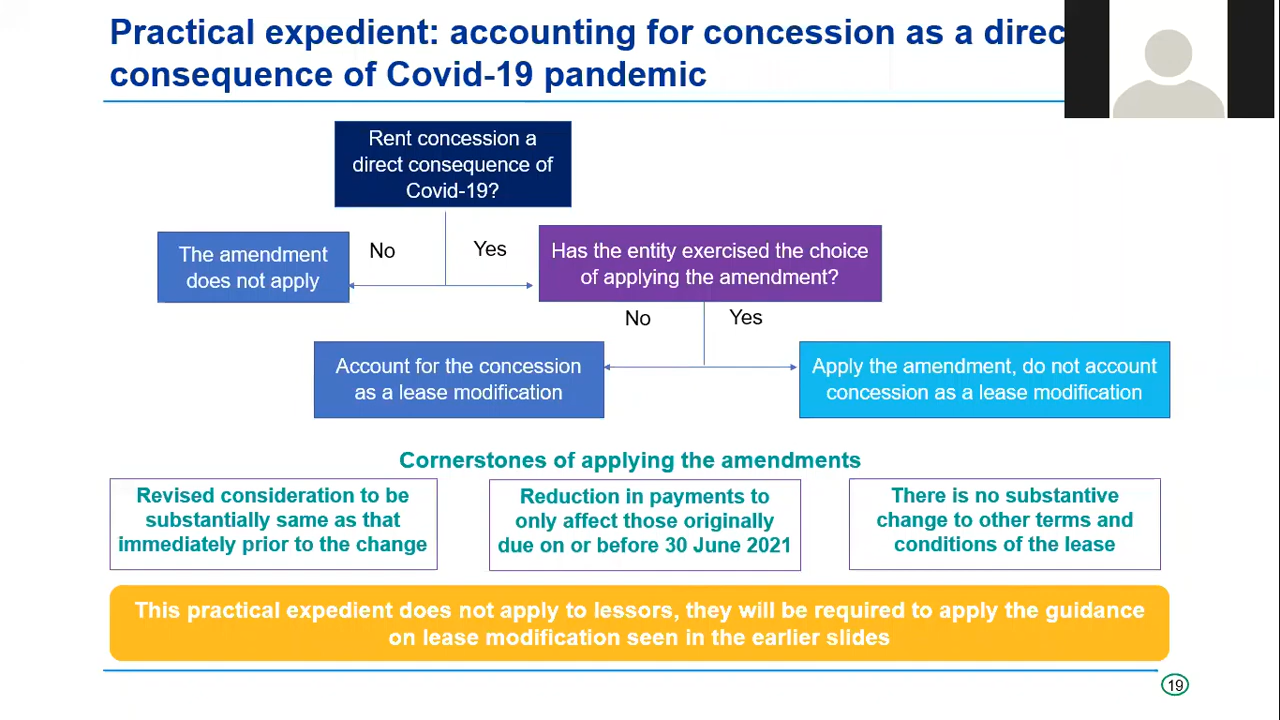 Practical expedient: accounting for concession as a direc
consequence of Covid-19 pandemic
Rent concession a
direct consequence of
Covid-19?
No
Yes
The amendment
does not apply
Has the entity exercised the choice
of applying the amendment?
No
Yes
Account for the concession
as a lease modification
Apply the amendment, do not account
concession as a lease modification
Cornerstones of applying the amendments
Revised consideration to be
substantially same as that
immediately prior to the change
Reduction in payments to
only affect those originally
due on or before 30 June 2021
There is no substantive
change to other terms and
conditions of the lease
This practical expedient does not apply to lessors, they will be required to apply the guidance
on lease modification seen in the earlier slides
19